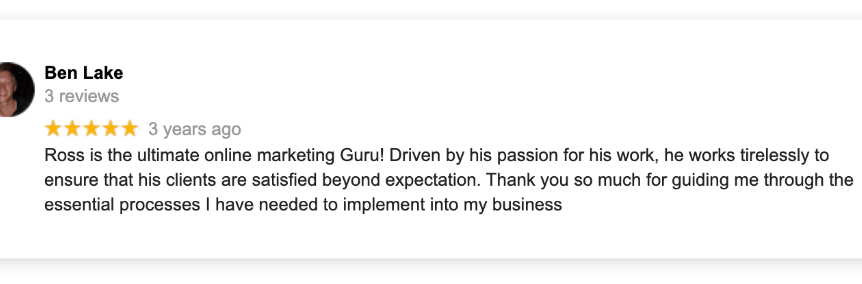 Ben Lake
3 reviews
3 years ago
Ross is the ultimate online marketing Guru! Driven by his passion for his work, he works tirelessly to
ensure that his clients are satisfied beyond expectation. Thank you so much for guiding me through the
essential processes I have needed to implement into my business